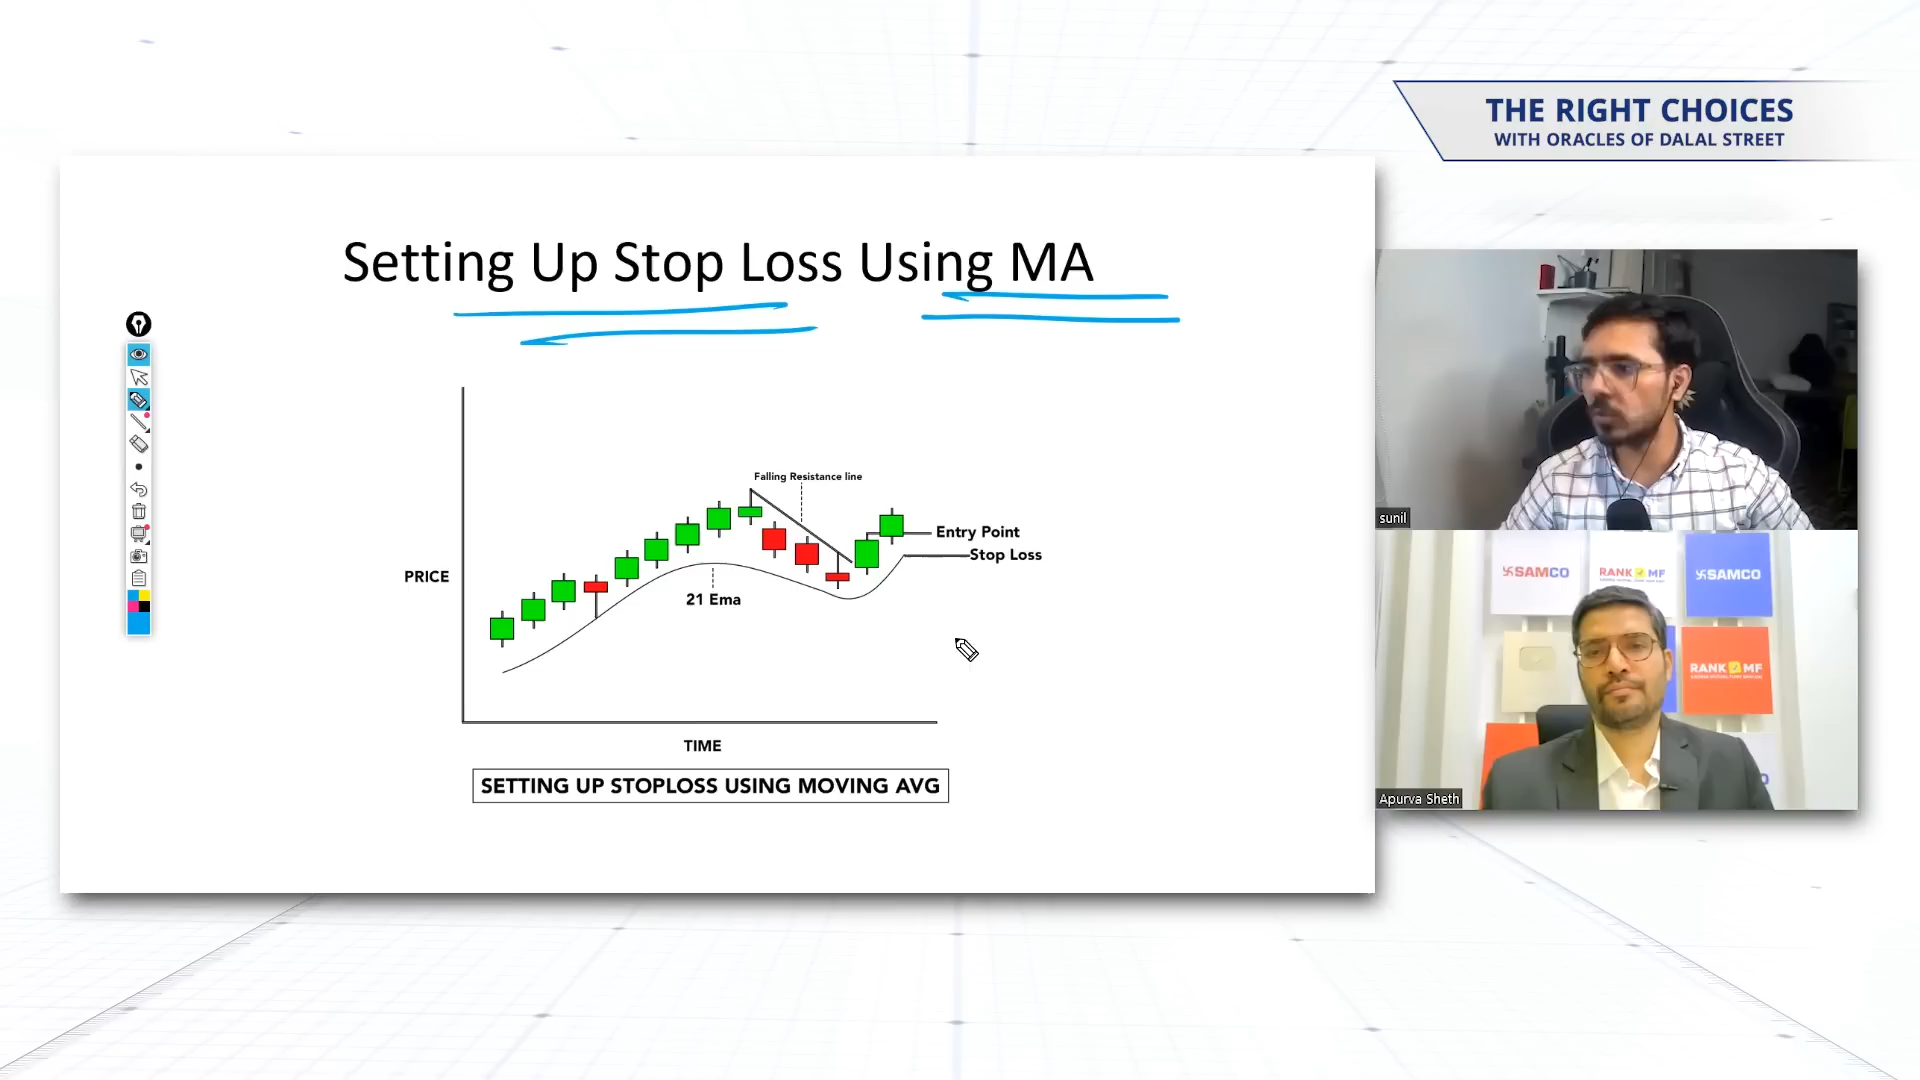 THE RIGHT CHOICES
WITH ORACLES OF DALAL STREET
Setting Up Stop Loss Using MA
Falling Resistance line
Entry Point
Stop Loss
PRICE
21 Ema
TIME
SETTING UP STOPLOSS USING MOVING AVG
sunil
SAMCO
RANK MF
SAMCO
RANK MF
Apurva Sheth